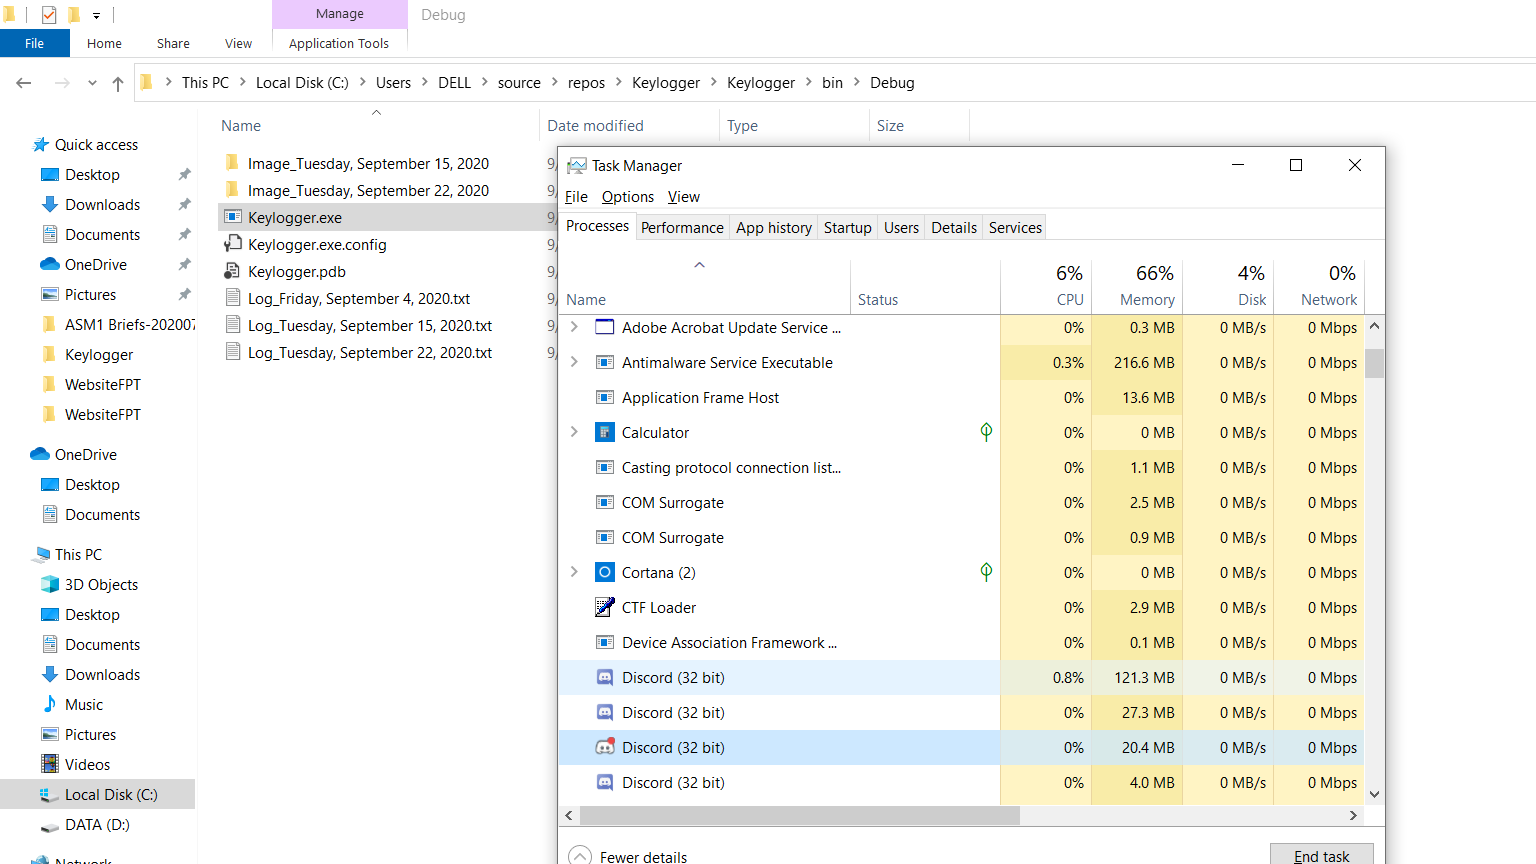 Manage
Debug
File
Home
Share
View
Application Tools
This PC
Local Disk (C:)
Users
DELL
source
repos
Keylogger
Keylogger
bin
Debug
Name
Date modified
Type
Size
Quick access
Desktop
Downloads
Documents
OneDrive
Pictures
ASM1 Briefs-202007
Keylogger
WebsiteFPT
WebsiteFPT
OneDrive
Desktop
Documents
This PC
3D Objects
Desktop
Documents
Downloads
Music
Pictures
Videos
Local Disk (C:)
DATA (D:)
Network
Image_Tuesday, September 15, 2020
Image_Tuesday, September 22, 2020
Keylogger.exe
Keylogger.exe.config
Keylogger.pdb
Log_Friday, September 4, 2020.txt
Log_Tuesday, September 15, 2020.txt
Log_Tuesday, September 22, 2020.txt
9/
9/
9/
9/
9/
9/
9/
9/
Task Manager
File Options View
Processes Performance App history Startup Users Details Services
6% 66% 4% 0%
Name Status CPU Memory Disk Network
Adobe Acrobat Update Service ... 0% 0.3 MB 0 MB/s 0 Mbps
Antimalware Service Executable 0.3% 216.6 MB 0 MB/s 0 Mbps
Application Frame Host 0% 13.6 MB 0 MB/s 0 Mbps
Calculator 0% 0 MB 0 MB/s 0 Mbps
Casting protocol connection list... 0% 1.1 MB 0 MB/s 0 Mbps
COM Surrogate 0% 2.5 MB 0 MB/s 0 Mbps
COM Surrogate 0% 0.9 MB 0 MB/s 0 Mbps
Cortana (2) 0% 0 MB 0 MB/s 0 Mbps
CTF Loader 0% 2.9 MB 0 MB/s 0 Mbps
Device Association Framework ... 0% 0.1 MB 0 MB/s 0 Mbps
Discord (32 bit) 0.8% 121.3 MB 0 MB/s 0 Mbps
Discord (32 bit) 0% 27.3 MB 0 MB/s 0 Mbps
Discord (32 bit) 0% 20.4 MB 0 MB/s 0 Mbps
Discord (32 bit) 0% 4.0 MB 0 MB/s 0 Mbps
Fewer details
End task